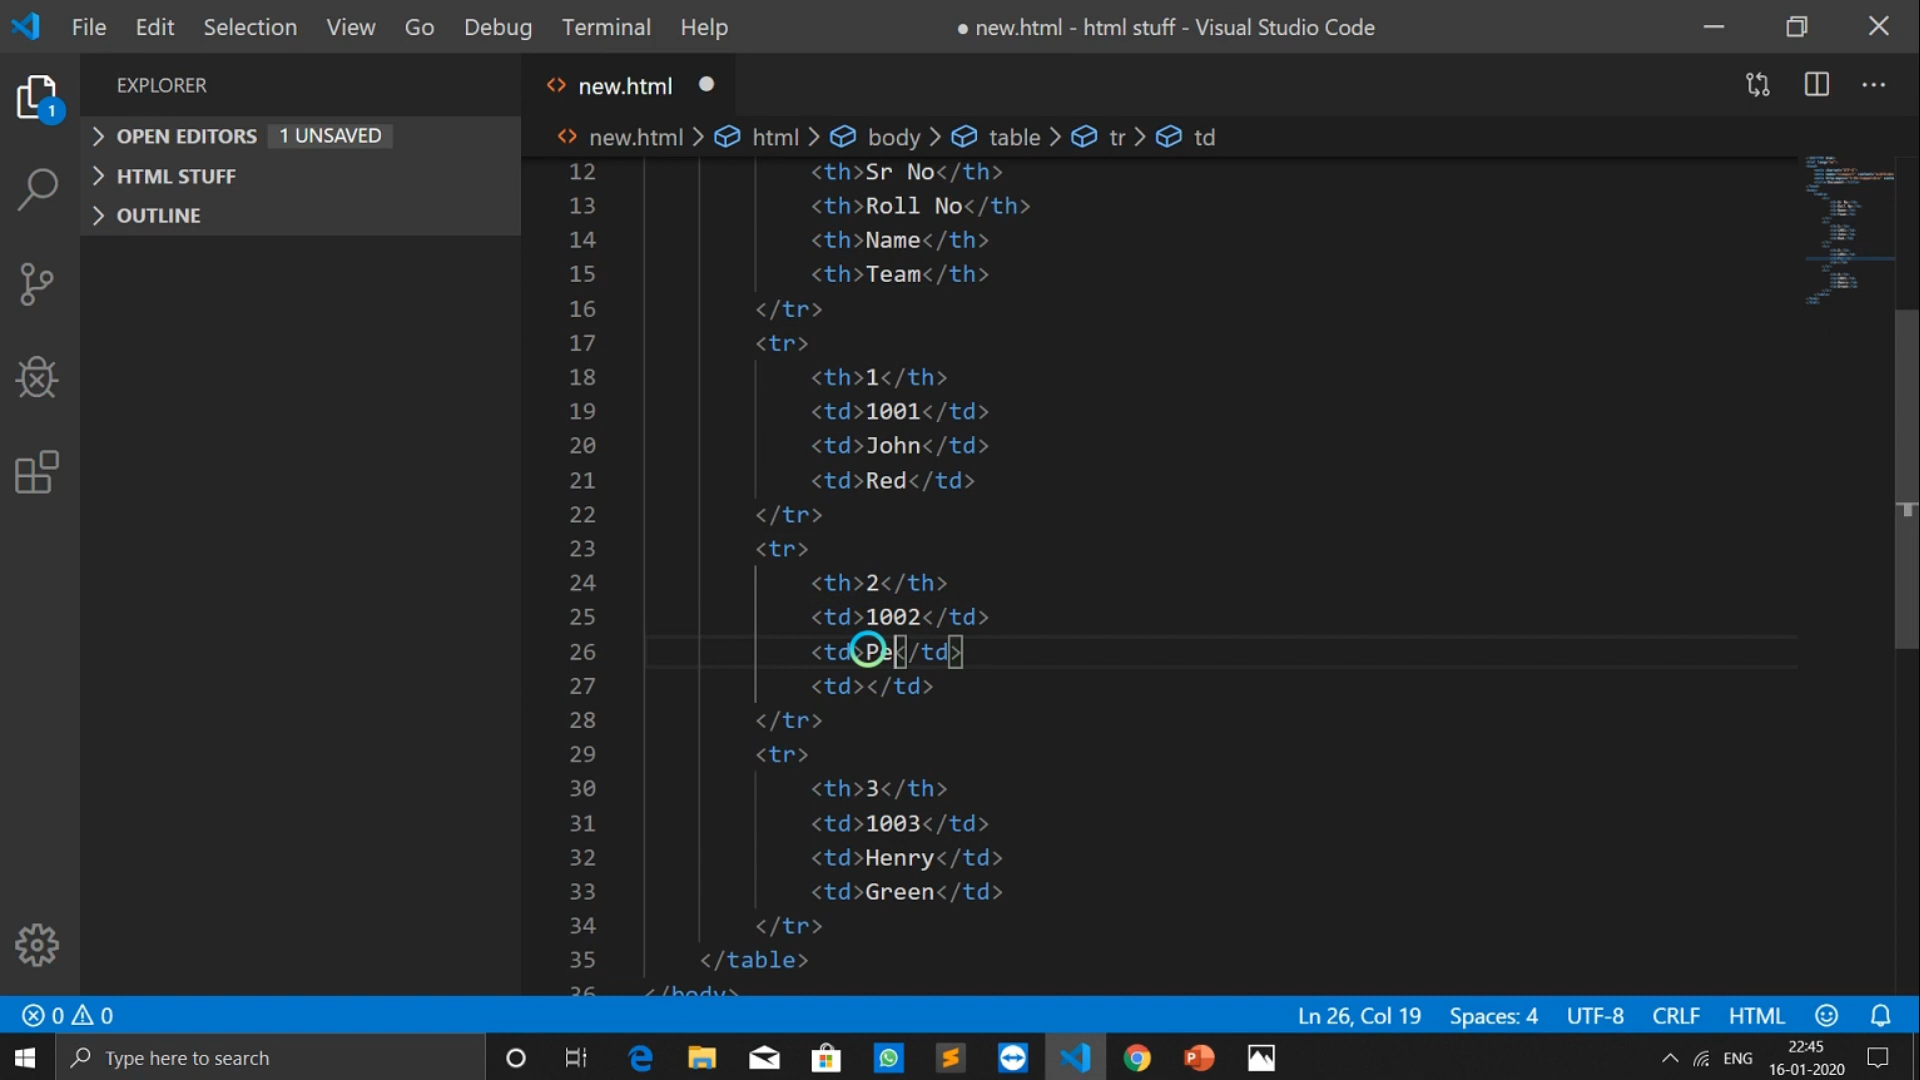 File Edit Selection View Go Debug Terminal Help
● new.html - html stuff - Visual Studio Code
EXPLORER
1
OPEN EDITORS 1 UNSAVED
HTML STUFF
OUTLINE
<> new.html ●
<> new.html > html > body > table > tr > td
12 <th>Sr No</th>
13 <th>Roll No</th>
14 <th>Name</th>
15 <th>Team</th>
16 </tr>
17 <tr>
18 <th>1</th>
19 <td>1001</td>
20 <td>John</td>
21 <td>Red</td>
22 </tr>
23 <tr>
24 <th>2</th>
25 <td>1002</td>
26 <td>Pe</td>
27 <td></td>
28 </tr>
29 <tr>
30 <th>3</th>
31 <td>1003</td>
32 <td>Henry</td>
33 <td>Green</td>
34 </tr>
35 </table>
36 </body>
0 0
Ln 26, Col 19 Spaces: 4 UTF-8 CRLF HTML
Type here to search
ENG
22:45
16-01-2020